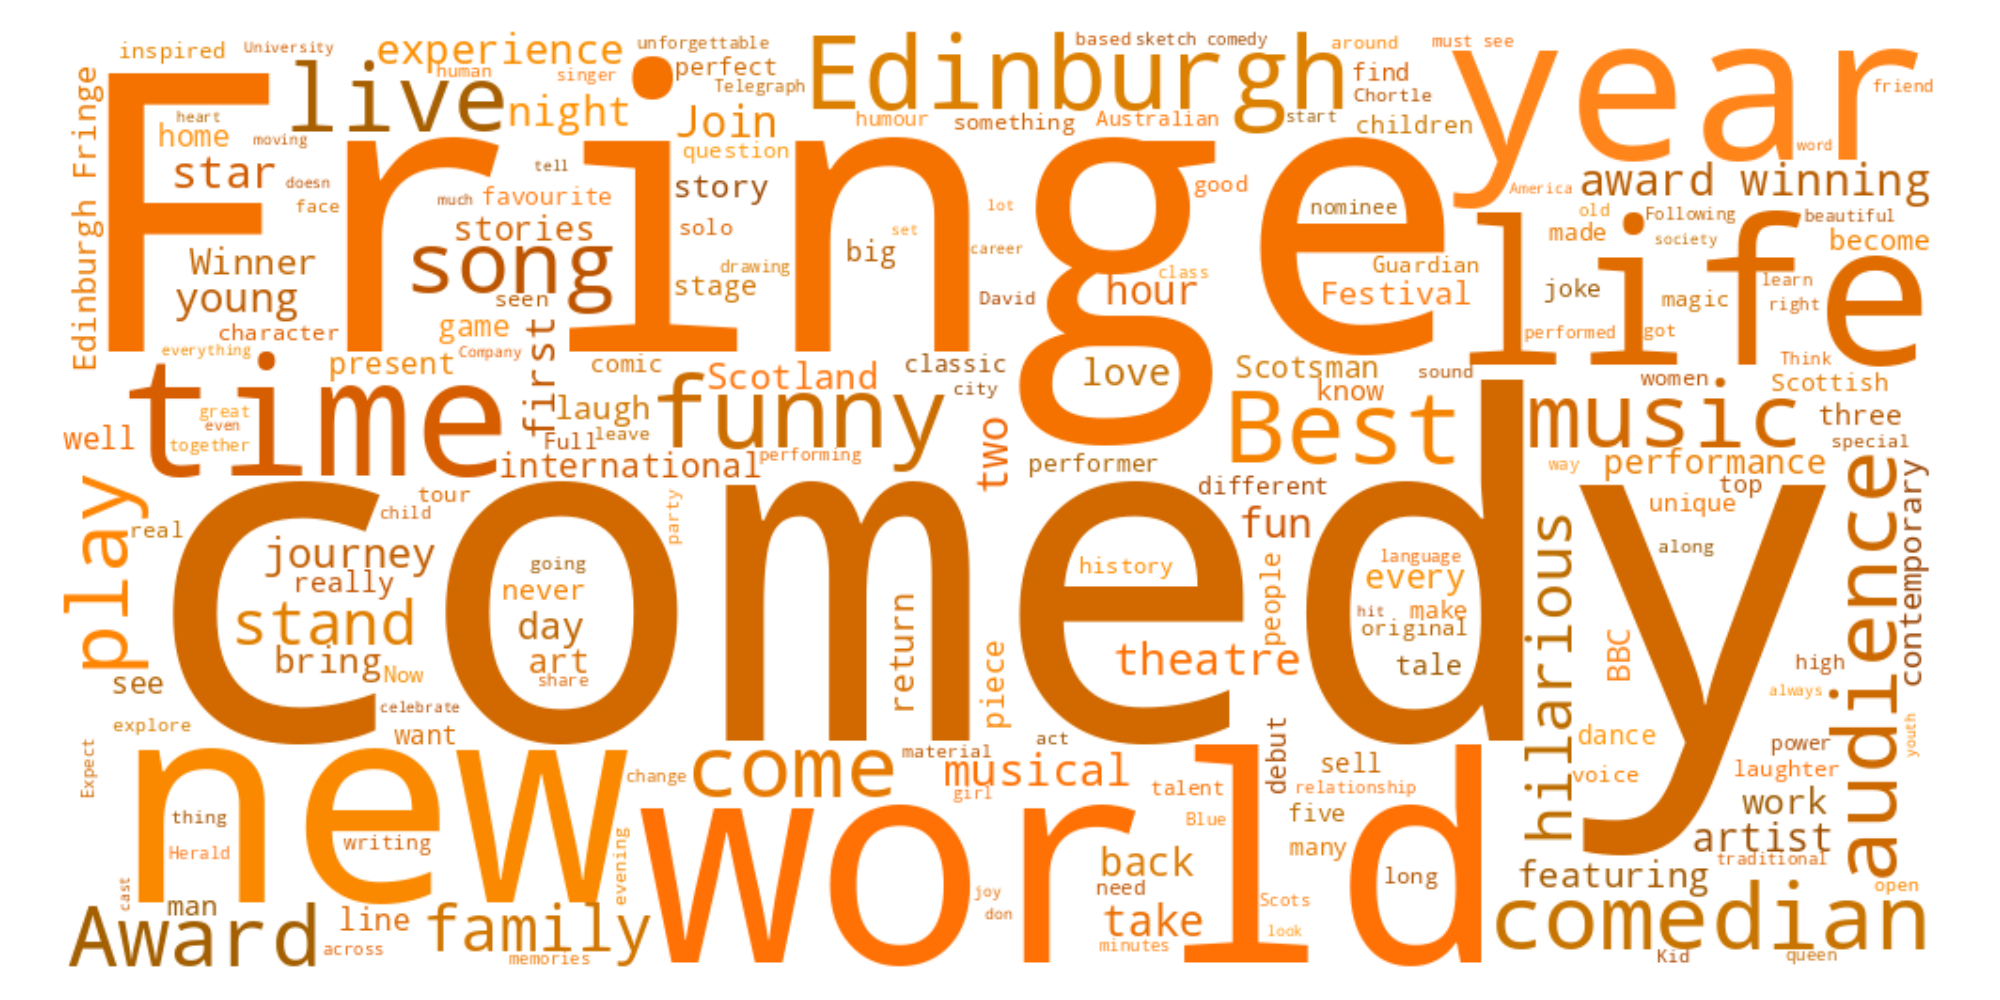 inspired
University
experience
human
singer
unforgettable
perfect
Telegraph
Edinburgh
based
sketch comedy
around
must see
year
friend
find
Chortle
live
night
Join
humour
something
Australian
start
children
heart
home
moving
question
word
Edinburgh Fringe
Fringe
star
doesn
face
tell
much
favourite
story
good
nominee
America
award winning
stories
solo
lot
set
big
career
old
Following
beautiful
made
society
become
life
Winner
young
song
seen
drawing
stage
David
class
hour
Guardian
Festival
joke
magic
learn
right
character
game
performed
got
everything
present
Company
first
comic
Scotland
classic
city
love
Scotsman
know
sound
women
Think
Scottish
time
great
even
together
well
laugh
Full
leave
funny
Best
music
three
special
international
performing
two
performer
way
performance
top
play
tour
child
real
party
different
unique
comedy
fun
audience
contemporary
hilarious
journey
really
going
never
history
language
every
along
stand
day
return
people
hit
make
original
bring
art
share
Now
theatre
tale
BBC
high
see
piece
always
explore
celebrate
want
debut
dance
power
youth
Expect
new
change
come
material
act
musical
girl
sell
relationship
voice
laughter
talent
world
five
work
thing
Blue
artist
writing
many
traditional
Herald
evening
back
need
long
featuring
open
cast
man
joy
Scots
Award
line
family
don
take
comedian
across
memories
minutes
look
Kid
queen